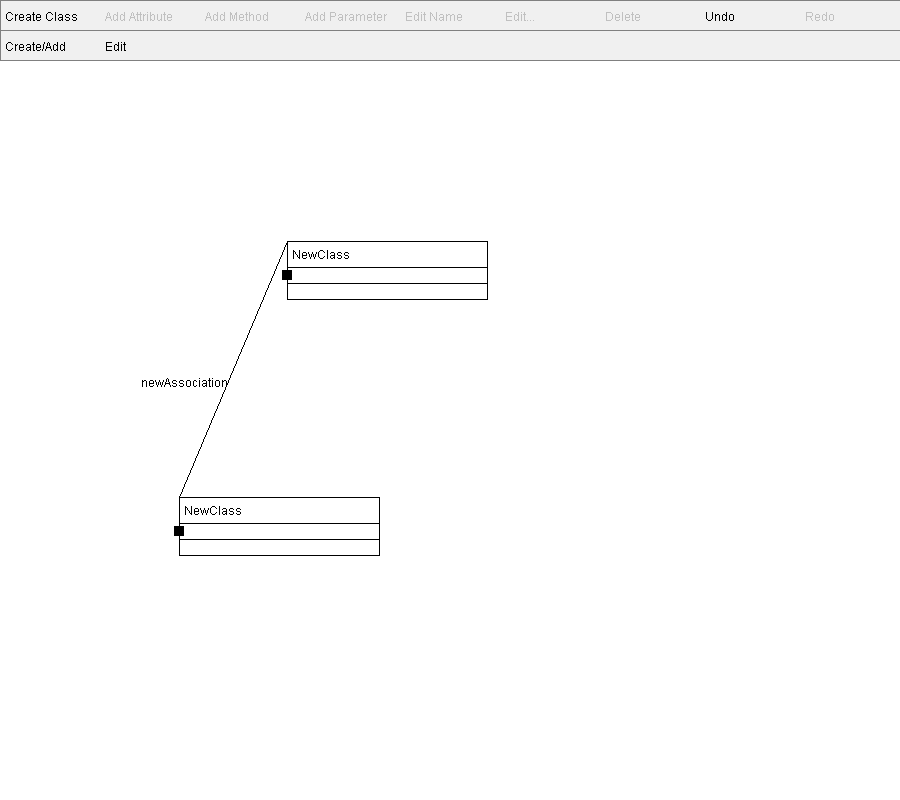 Create Class Add Attribute Add Method Add Parameter Edit Name Edit... Delete Undo Redo
Create/Add Edit
NewClass
newAssociation
NewClass